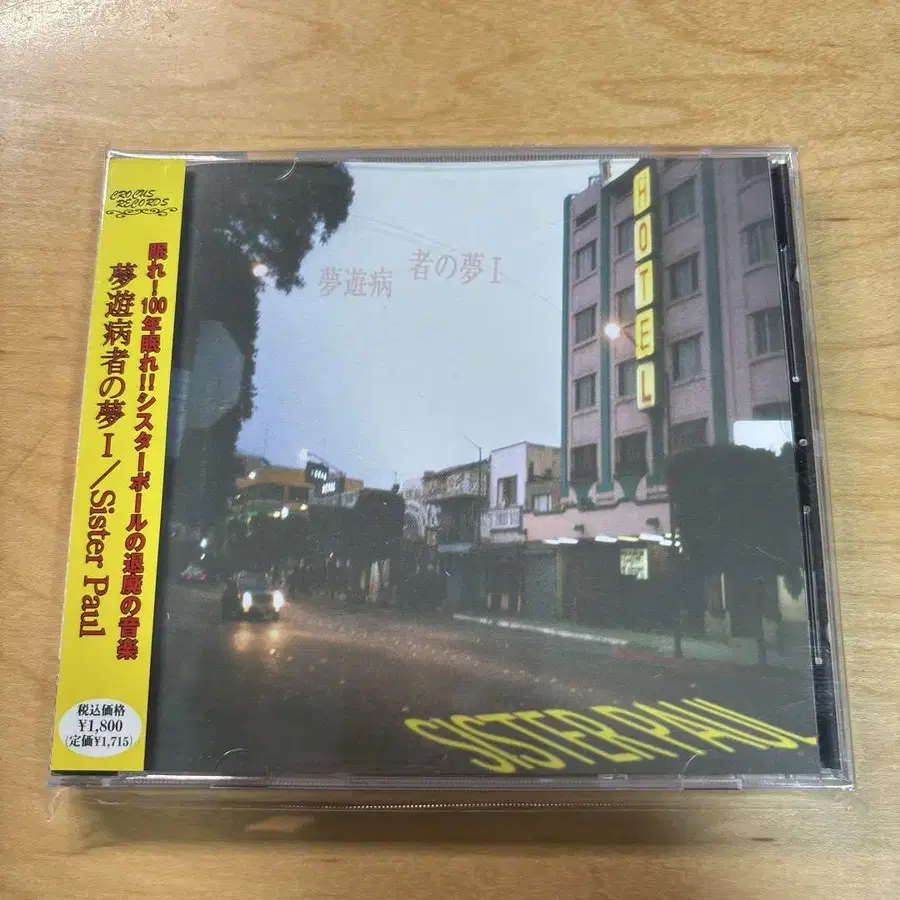 CROCUS
RECORDS
眠れ！100年眠れ!!シスターポールの退廃の音楽
夢遊病者の夢 I／Sister Paul
税込価格
¥1,800
(定価¥1,715)
夢遊病者の夢 I
HOTEL
SISTER PAUL